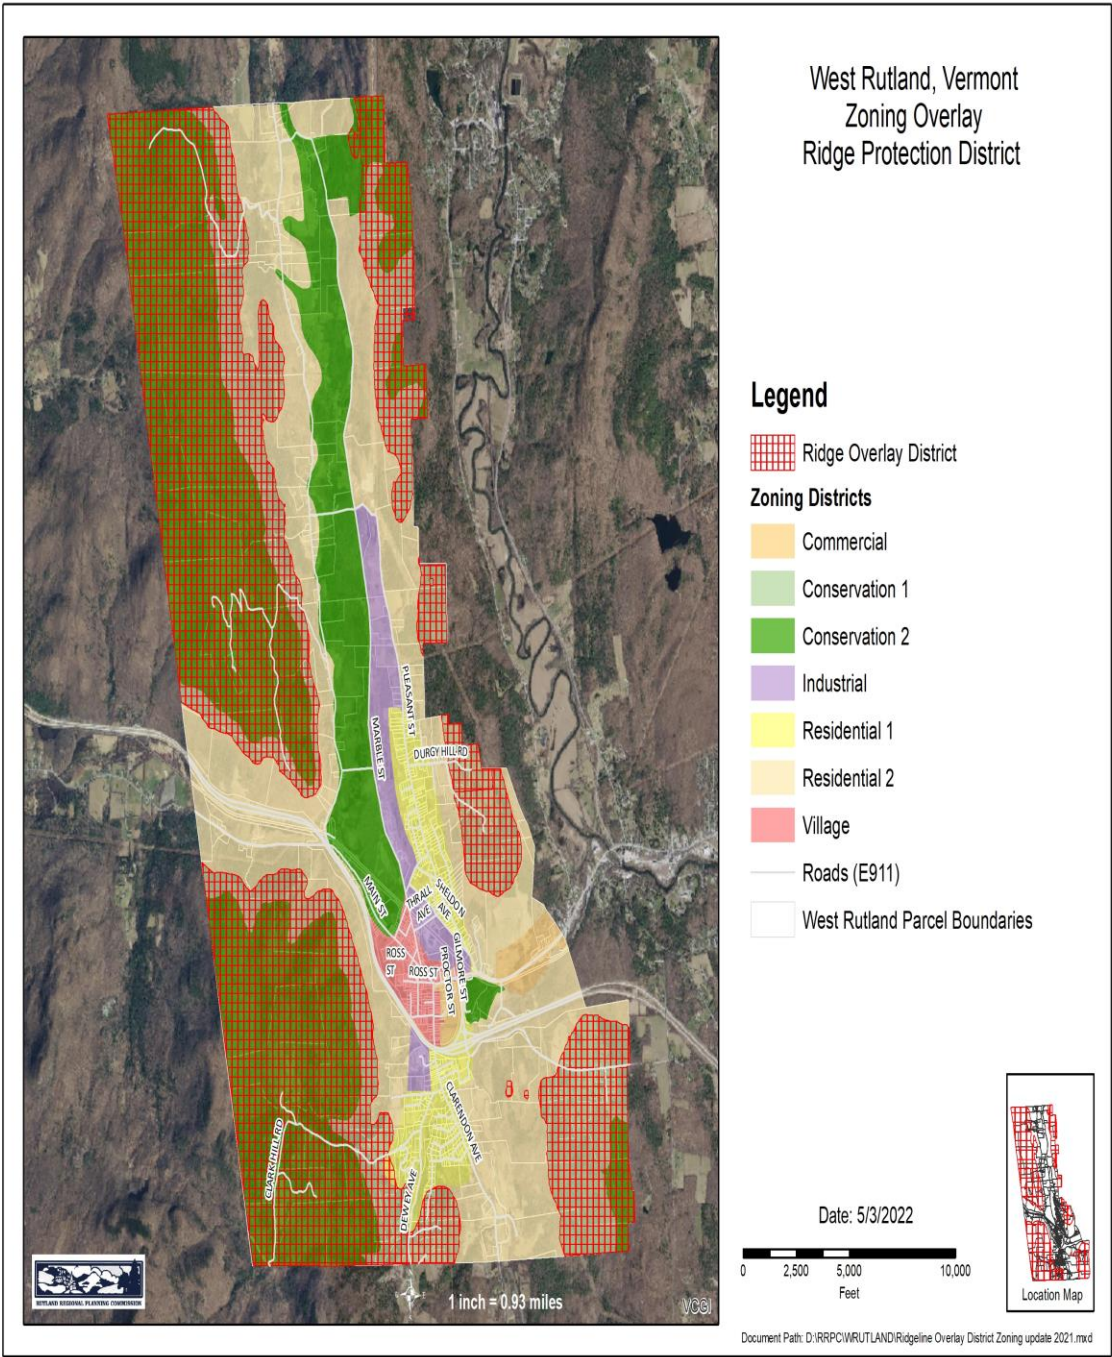 West Rutland, Vermont
Zoning Overlay
Ridge Protection District
Legend
Ridge Overlay District
Zoning Districts
Commercial
Conservation 1
Conservation 2
Industrial
Residential 1
Residential 2
Village
Roads (E911)
West Rutland Parcel Boundaries
PLEASANT ST
MARBLE ST
DURGY HILL RD
MAIN ST
THRALL AVE
SHELDON AVE
GILMORE ST
PROCTOR ST
ROSS ST
ROSS ST
CLARENDON AVE
CLARK HILL RD
DEWEY AVE
Date: 5/3/2022
0 2,500 5,000 10,000
Feet
Location Map
RUTLAND REGIONAL PLANNING COMMISSION
1 inch = 0.93 miles
VCGI
Document Path: D:\RRPC\WRUTLAND\Ridgeline Overlay District Zoning update 2021.mxd